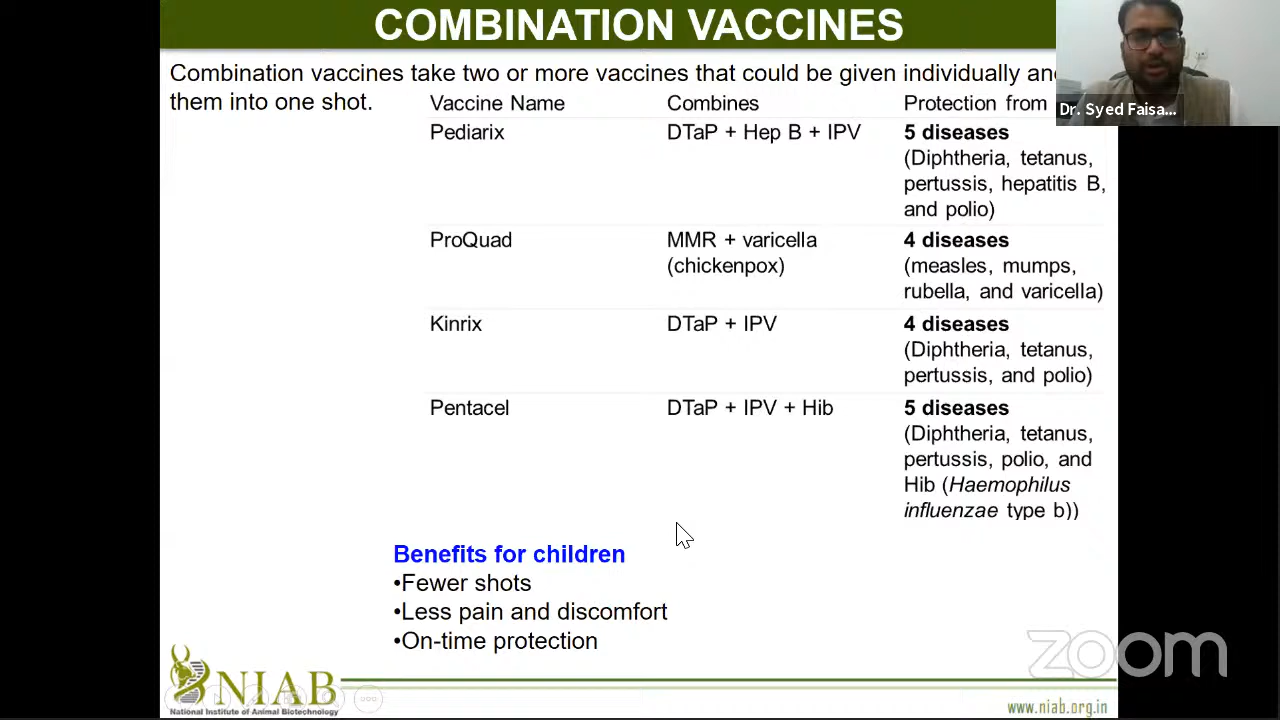 COMBINATION VACCINES
Combination vaccines take two or more vaccines that could be given individually and
them into one shot.
Vaccine Name Combines Protection from
Pediarix DTaP + Hep B + IPV 5 diseases
(Diphtheria, tetanus,
pertussis, hepatitis B,
and polio)
ProQuad MMR + varicella 4 diseases
(chickenpox) (measles, mumps,
rubella, and varicella)
Kinrix DTaP + IPV 4 diseases
(Diphtheria, tetanus,
pertussis, and polio)
Pentacel DTaP + IPV + Hib 5 diseases
(Diphtheria, tetanus,
pertussis, polio, and
Hib (Haemophilus
influenzae type b))
Benefits for children
•Fewer shots
•Less pain and discomfort
•On-time protection
Dr. Syed Faisa...
zoom
NIAB
National Institute of Animal Biotechnology
www.niab.org.in